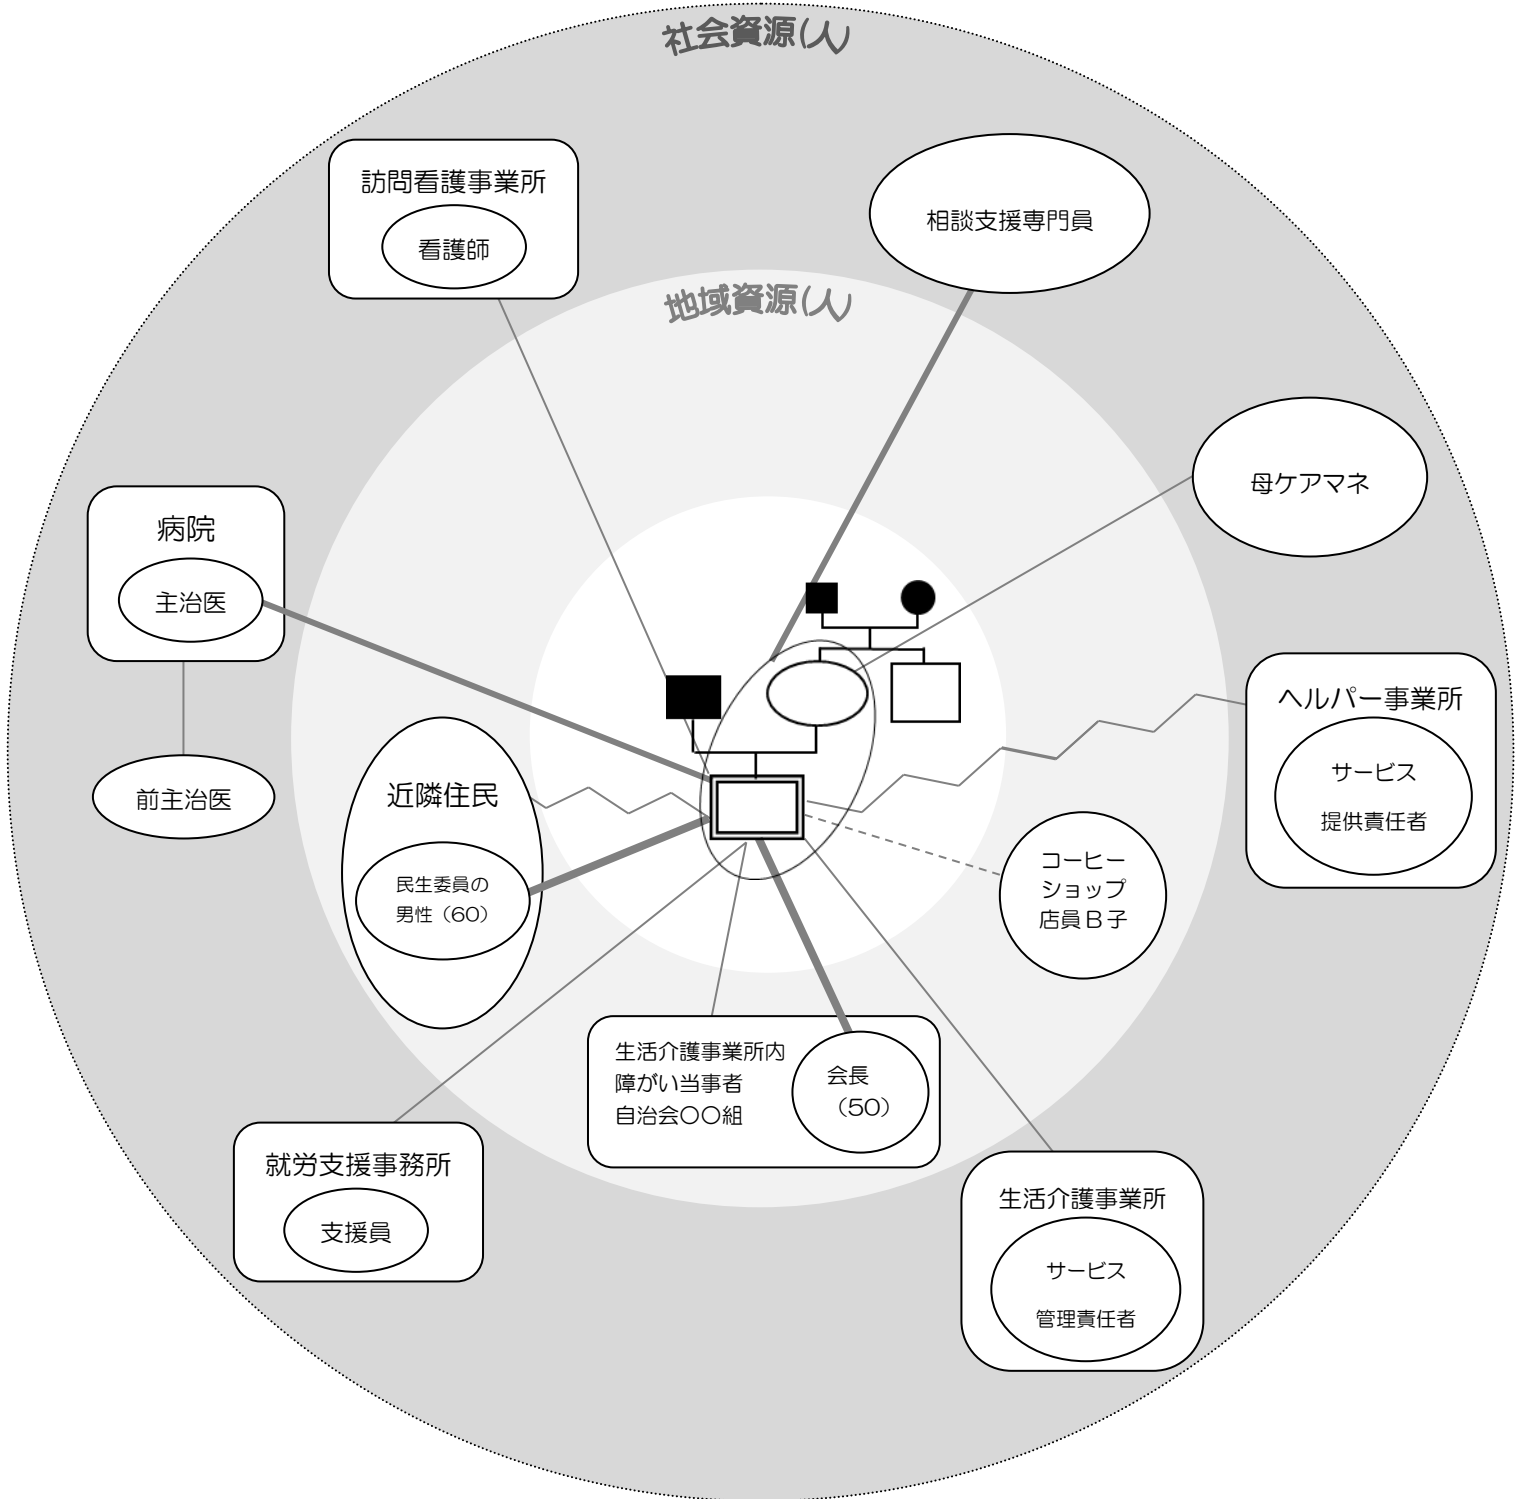 社会資源(人)
訪問看護事業所
看護師
相談支援専門員
地域資源(人)
母ケアマネ
病院
主治医
前主治医
近隣住民
民生委員の
男性（60）
ヘルパー事業所
サービス
提供責任者
コーヒー
ショップ
店員Ｂ子
生活介護事業所内
障がい当事者
自治会〇〇組
会長
（50）
就労支援事務所
支援員
生活介護事業所
サービス
管理責任者